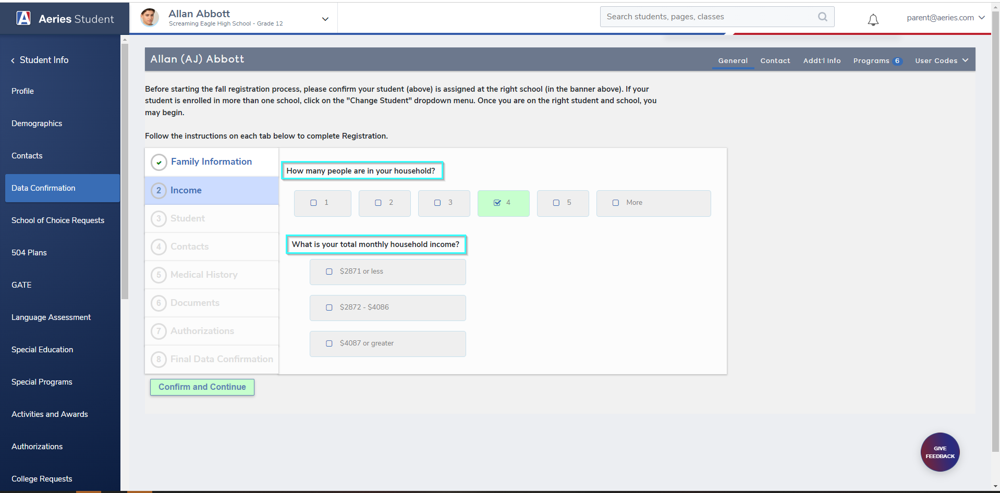 Aeries Student
Allan Abbott
Screaming Eagle High School - Grade 12
Search students, pages, classes
parent@aeries.com
Student Info
Profile
Demographics
Contacts
Data Confirmation
School of Choice Requests
504 Plans
GATE
Language Assessment
Special Education
Special Programs
Activities and Awards
Authorizations
College Requests
Allan (AJ) Abbott
General Contact Addt'l Info Programs 6 User Codes
Before starting the fall registration process, please confirm your student (above) is assigned at the right school (in the banner above). If your
student is enrolled in more than one school, click on the "Change Student" dropdown menu. Once you are on the right student and school, you
may begin.
Follow the instructions on each tab below to complete Registration.
Family Information
2 Income
3 Student
4 Contacts
5 Medical History
6 Documents
7 Authorizations
8 Final Data Confirmation
How many people are in your household?
1 2 3 4 5 More
What is your total monthly household income?
$2871 or less
$2872 - $4086
$4087 or greater
Confirm and Continue
GIVE
FEEDBACK